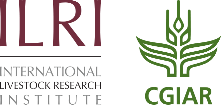 ILRI
INTERNATIONAL
LIVESTOCK RESEARCH
INSTITUTE
CGIAR